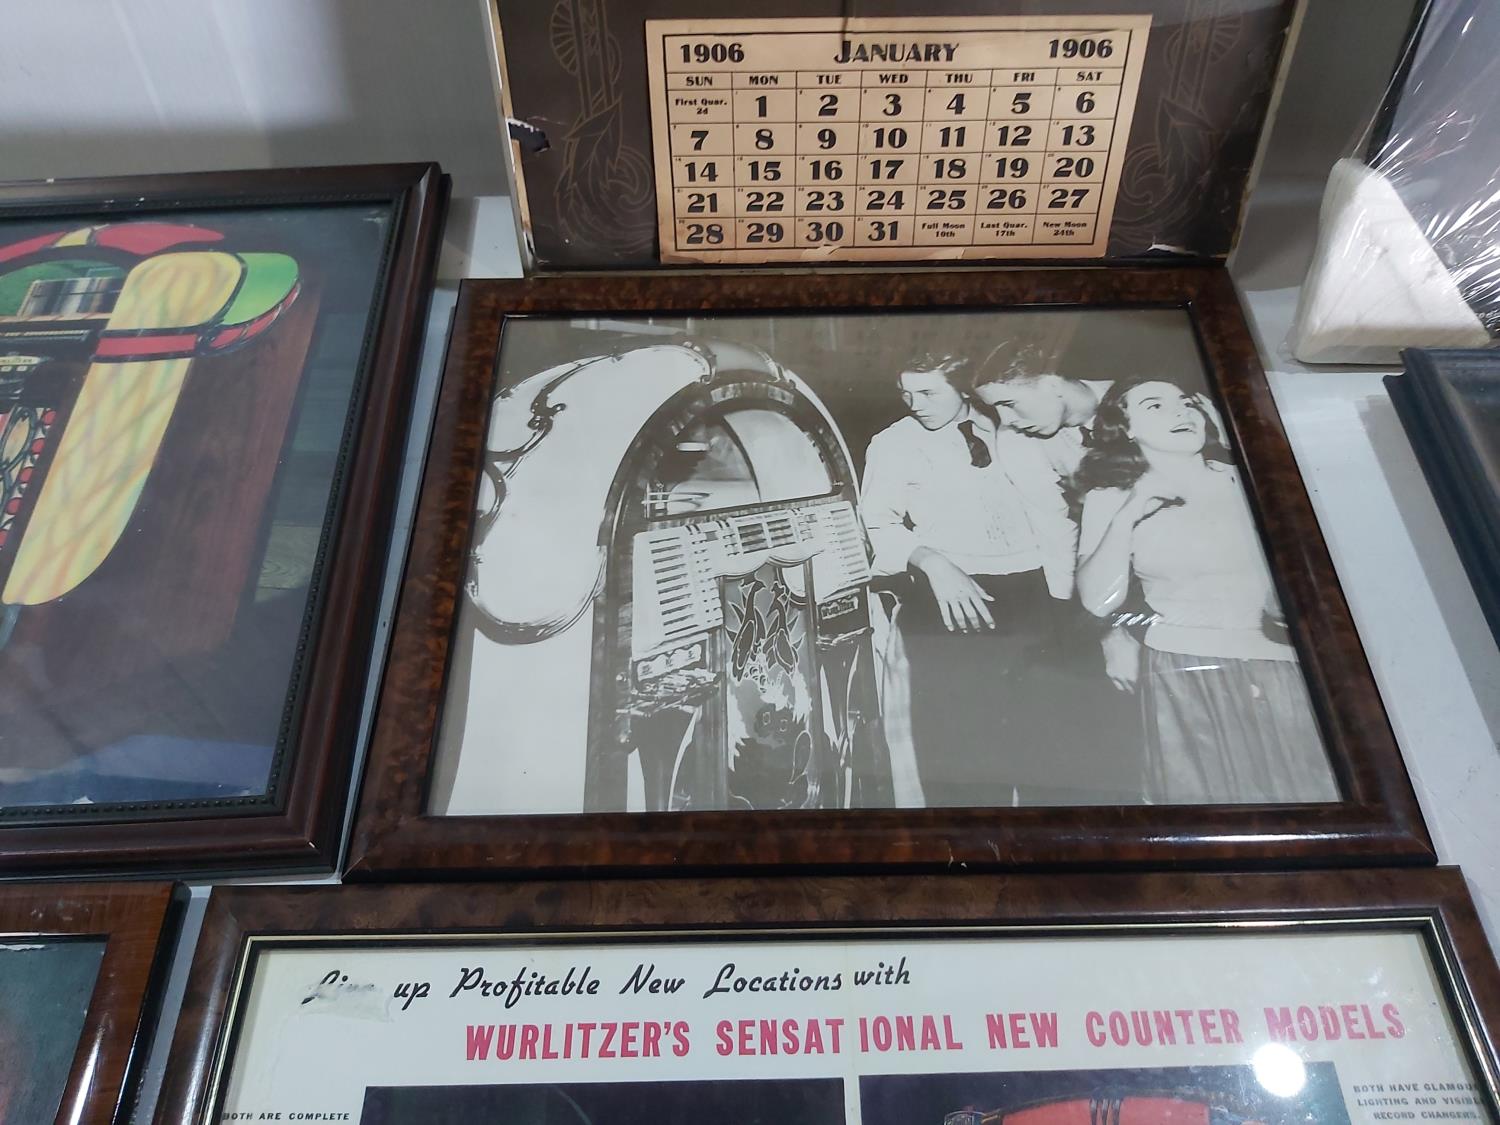 1906 JANUARY 1906
SUN MON TUE WED THU FRI SAT
First Quar. 2d 1 2 3 4 5 6
7 8 9 10 11 12 13
14 15 16 17 18 19 20
21 22 23 24 25 26 27
28 29 30 31 Full Moon 10th Last Quar. 17th New Moon 24th
WURLITZER
Line up Profitable New Locations with
WURLITZER'S SENSATIONAL NEW COUNTER MODELS
BOTH ARE COMPLETE
BOTH HAVE GLAMOU
LIGHTING AND VISIBL
RECORD CHANGERS.